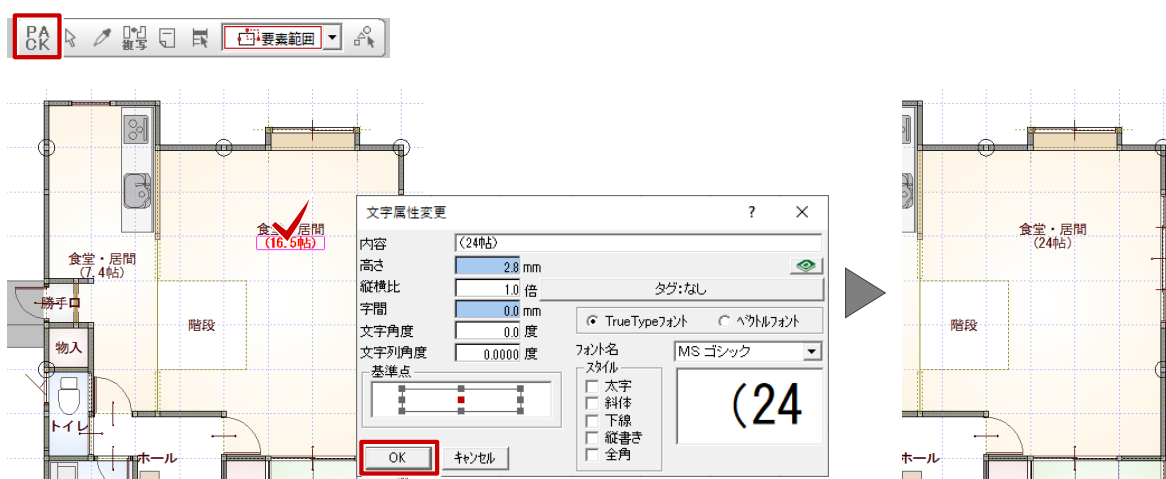 PA
CK
複写
要素範囲
食堂・居間
(16.5帖)
食堂・居間
(7.4帖)
勝手口
階段
物入
トイレ
ホール
文字属性変更 ? ×
内容 (24帖)
高さ 2.8 mm
縦横比 1.0 倍 タグ:なし
字間 0.0 mm
文字角度 0.0 度
文字列角度 0.0000 度
TrueTypeフォント ベクトルフォント
フォント名 MS ゴシック
基準点
スタイル
太字
斜体
下線
縦書き
全角
(24
OK キャンセル
食堂・居間
(24帖)
階段
ホール